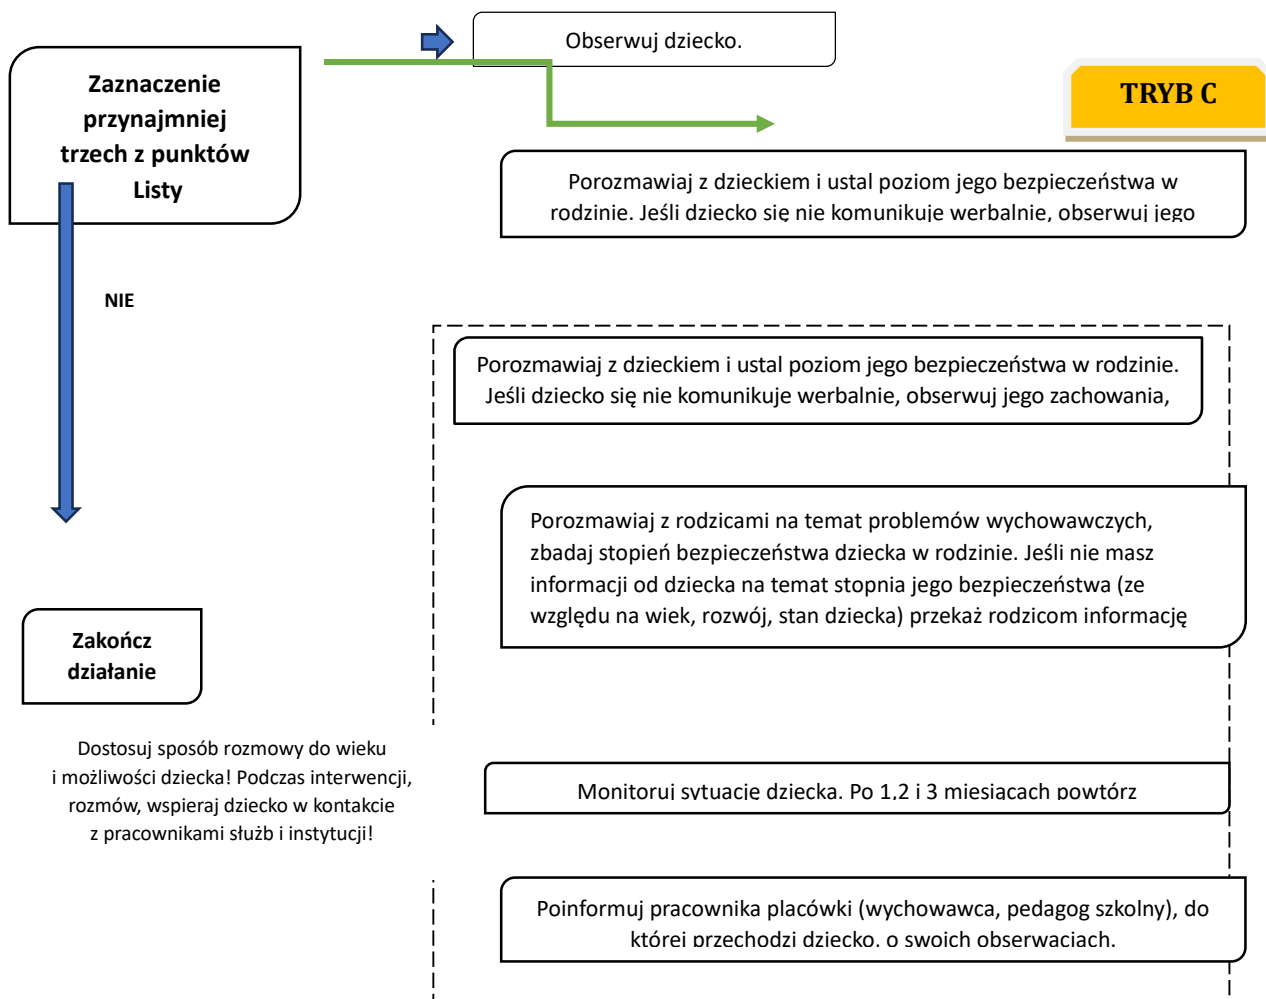 Obserwuj dziecko.
Zaznaczenie
przynajmniej
trzech z punktów
Listy
TRYB C
Porozmawiaj z dzieckiem i ustal poziom jego bezpieczeństwa w
rodzinie. Jeśli dziecko się nie komunikuje werbalnie, obserwuj jego
NIE
Porozmawiaj z dzieckiem i ustal poziom jego bezpieczeństwa w rodzinie.
Jeśli dziecko się nie komunikuje werbalnie, obserwuj jego zachowania,
Porozmawiaj z rodzicami na temat problemów wychowawczych,
zbadaj stopień bezpieczeństwa dziecka w rodzinie. Jeśli nie masz
informacji od dziecka na temat stopnia jego bezpieczeństwa (ze
względu na wiek, rozwój, stan dziecka) przekaż rodzicom informację
Zakończ
działanie
Dostosuj sposób rozmowy do wieku
i możliwości dziecka! Podczas interwencji,
rozmów, wspieraj dziecko w kontakcie
z pracownikami służb i instytucji!
Monitoruj sytuację dziecka. Po 1,2 i 3 miesiącach powtórz
Poinformuj pracownika placówki (wychowawca, pedagog szkolny), do
której przechodzi dziecko, o swoich obserwacjach.